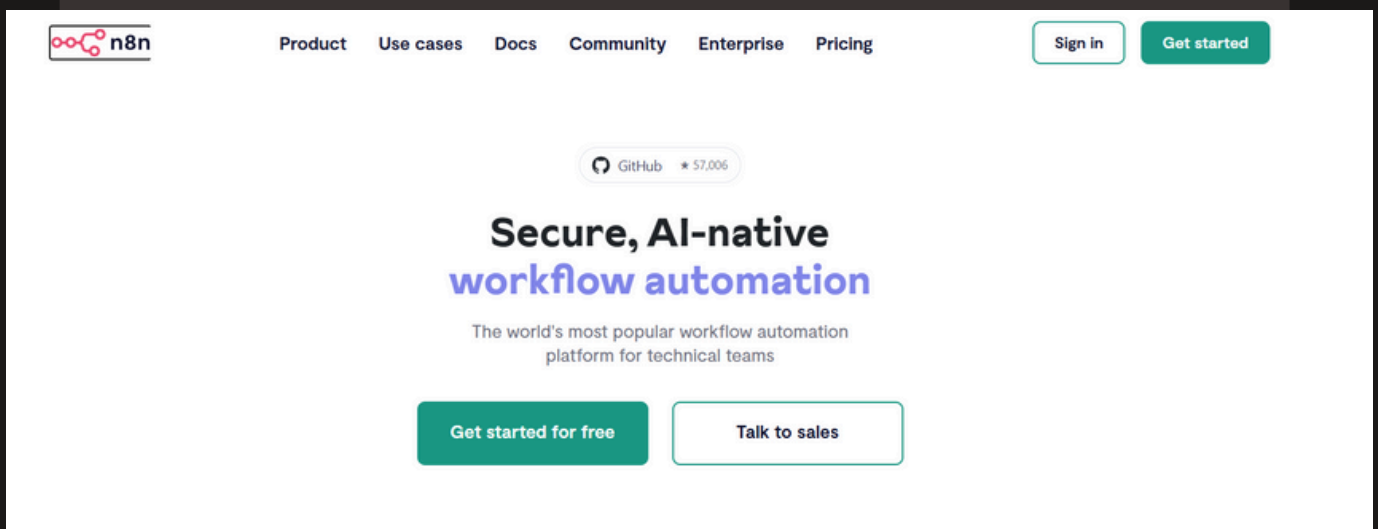 n8n
Product Use cases Docs Community Enterprise Pricing
Sign in Get started
GitHub ★ 57,006
Secure, AI-native
workflow automation
The world's most popular workflow automation
platform for technical teams
Get started for free Talk to sales